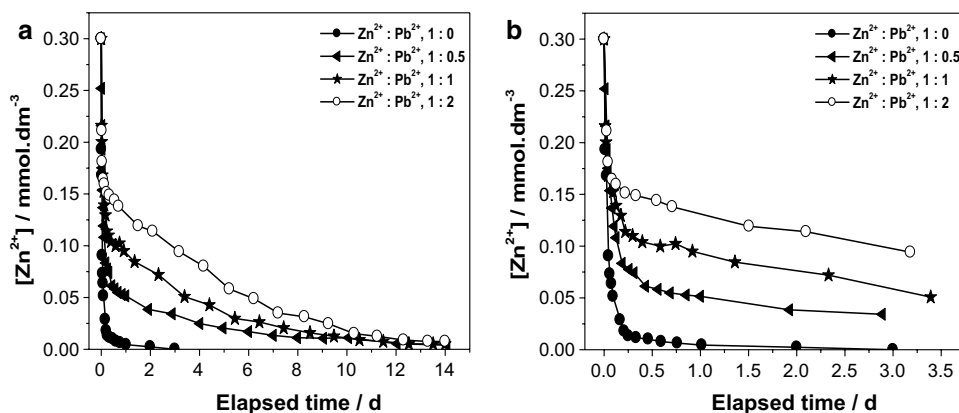 a
[Zn²⁺] / mmol.dm⁻³
0.30
0.25
0.20
0.15
0.10
0.05
0.00
Zn²⁺ : Pb²⁺, 1 : 0
Zn²⁺ : Pb²⁺, 1 : 0.5
Zn²⁺ : Pb²⁺, 1 : 1
Zn²⁺ : Pb²⁺, 1 : 2
0 2 4 6 8 10 12 14
Elapsed time / d
b
[Zn²⁺] / mmol.dm⁻³
0.30
0.25
0.20
0.15
0.10
0.05
0.00
Zn²⁺ : Pb²⁺, 1 : 0
Zn²⁺ : Pb²⁺, 1 : 0.5
Zn²⁺ : Pb²⁺, 1 : 1
Zn²⁺ : Pb²⁺, 1 : 2
0.0 0.5 1.0 1.5 2.0 2.5 3.0 3.5
Elapsed time / d